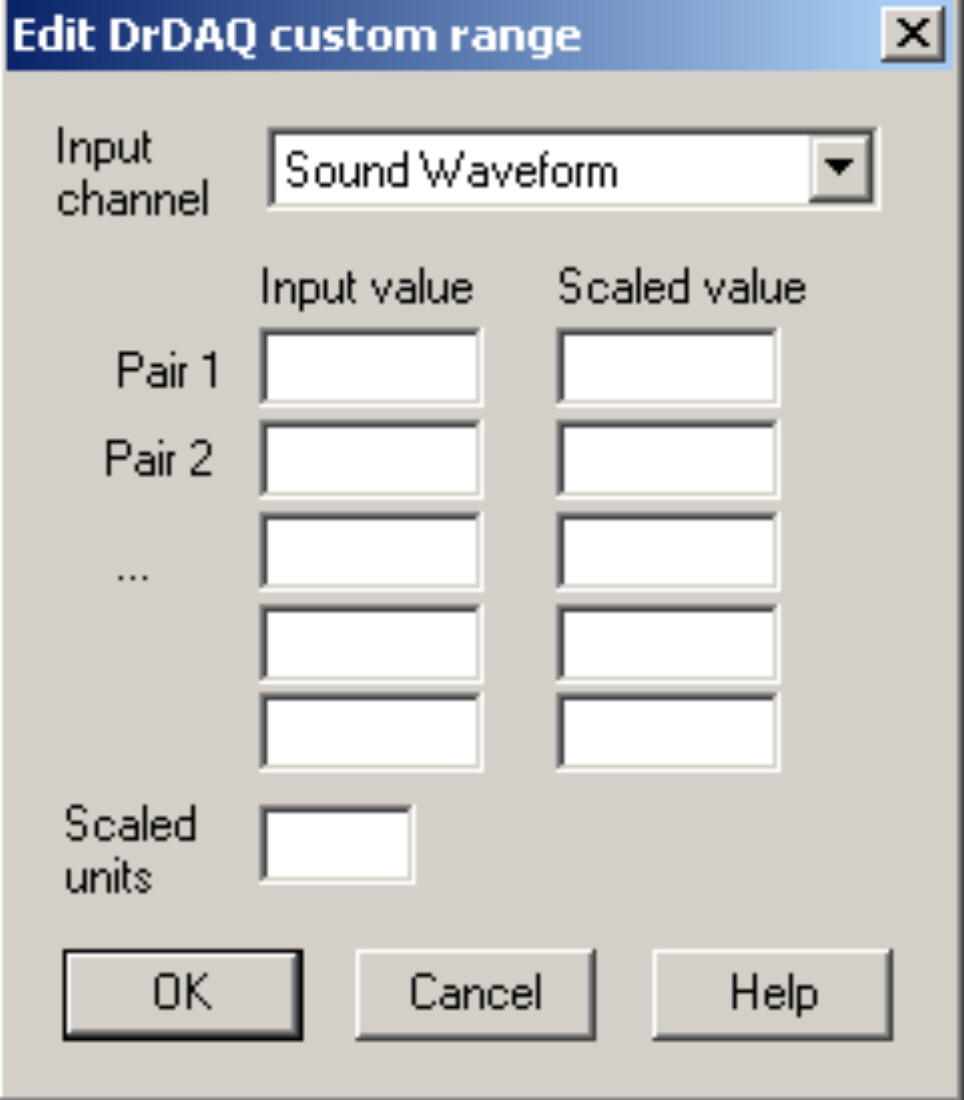 Edit DrDAQ custom range
Input
channel
Sound Waveform
Input value Scaled value
Pair 1
Pair 2
...
Scaled
units
OK Cancel Help